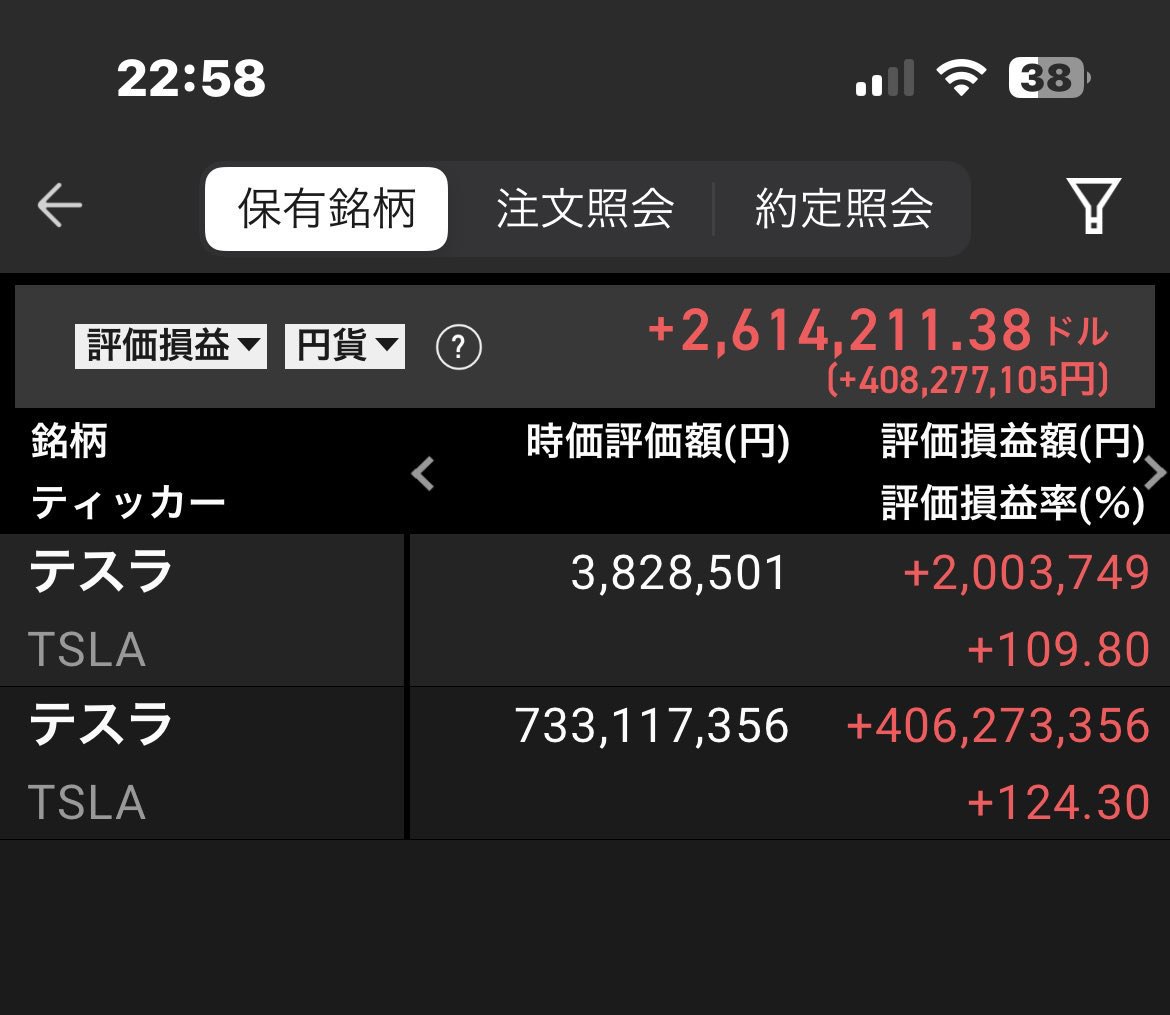 22:58
38
保有銘柄 注文照会 約定照会
評価損益▼ 円貨▼ ? +2,614,211.38 ドル
(+408,277,105円)
銘柄 時価評価額(円) 評価損益額(円)
ティッカー 評価損益率(%)
テスラ 3,828,501 +2,003,749
TSLA +109.80
テスラ 733,117,356 +406,273,356
TSLA +124.30